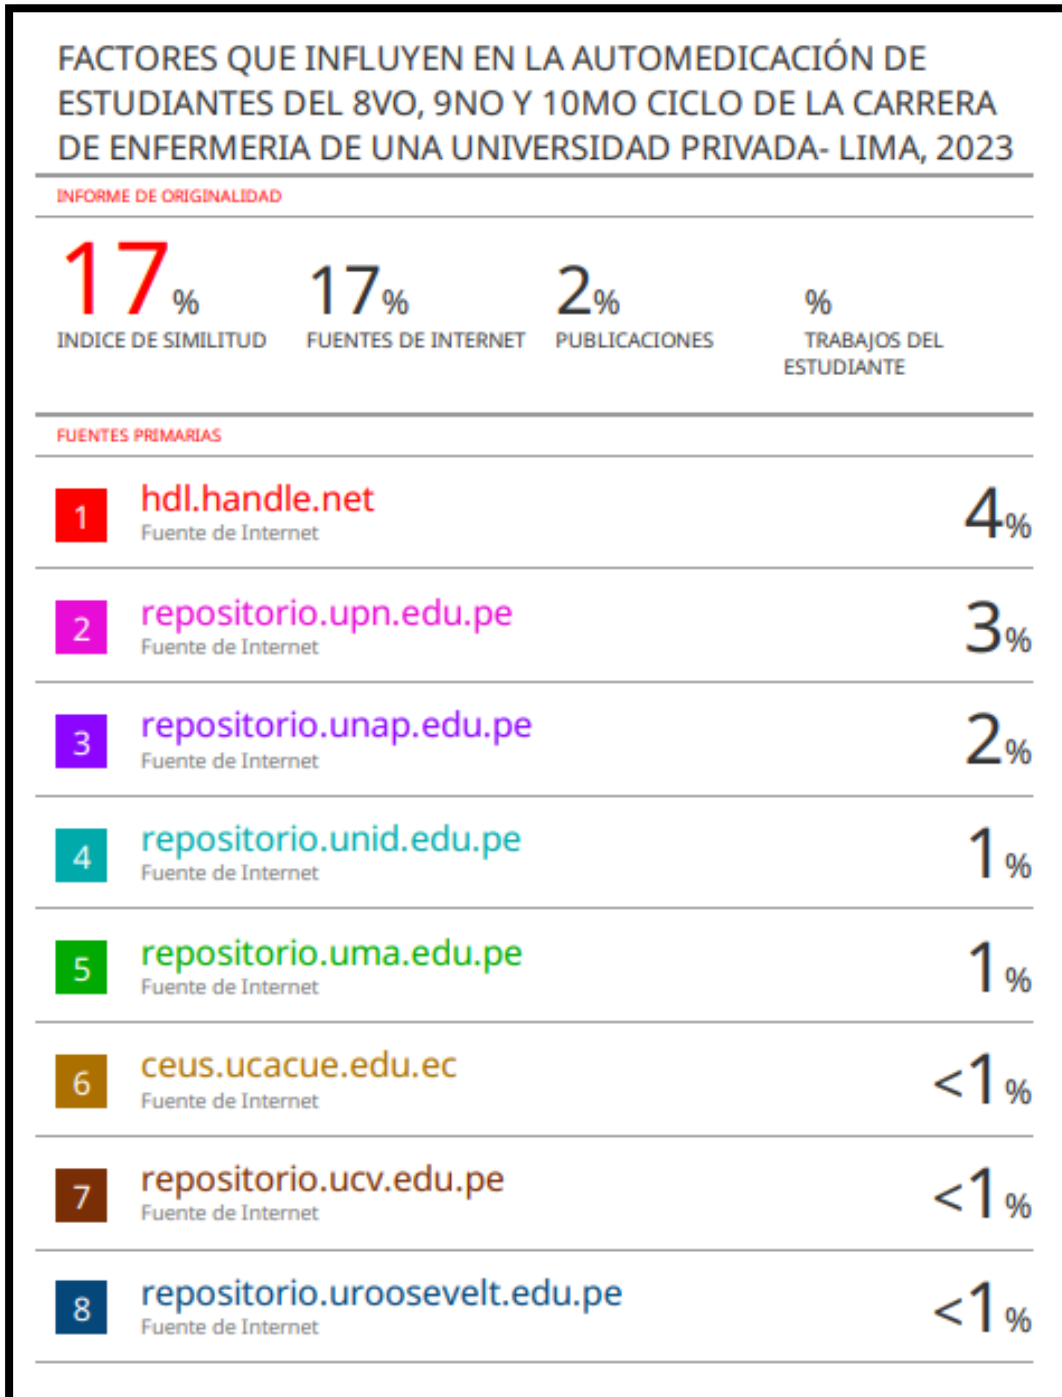 FACTORES QUE INFLUYEN EN LA AUTOMEDICACIÓN DE
ESTUDIANTES DEL 8VO, 9NO Y 10MO CICLO DE LA CARRERA
DE ENFERMERIA DE UNA UNIVERSIDAD PRIVADA- LIMA, 2023
INFORME DE ORIGINALIDAD
17% 17% 2% %
INDICE DE SIMILITUD FUENTES DE INTERNET PUBLICACIONES TRABAJOS DEL
ESTUDIANTE
FUENTES PRIMARIAS
1 hdl.handle.net 4%
Fuente de Internet
2 repositorio.upn.edu.pe 3%
Fuente de Internet
3 repositorio.unap.edu.pe 2%
Fuente de Internet
4 repositorio.unid.edu.pe 1%
Fuente de Internet
5 repositorio.uma.edu.pe 1%
Fuente de Internet
6 ceus.ucacue.edu.ec <1%
Fuente de Internet
7 repositorio.ucv.edu.pe <1%
Fuente de Internet
8 repositorio.uroosevelt.edu.pe <1%
Fuente de Internet